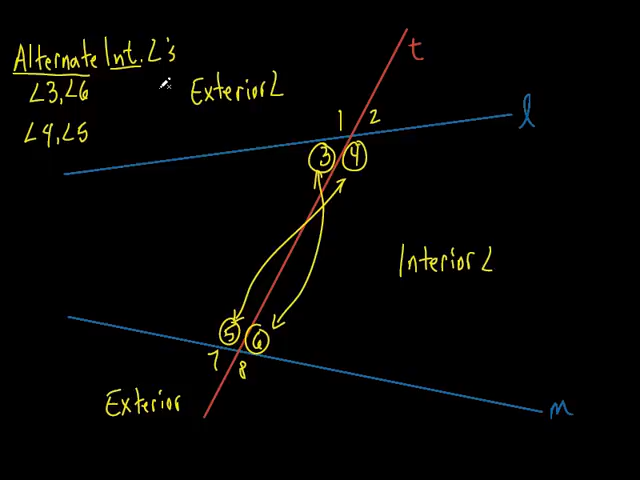 Alternate Int. ∠'s
∠3,∠6
∠4,∠5
Exterior∠
t
1 2
l
3 4
Interior∠
5 6
7 8
Exterior
m